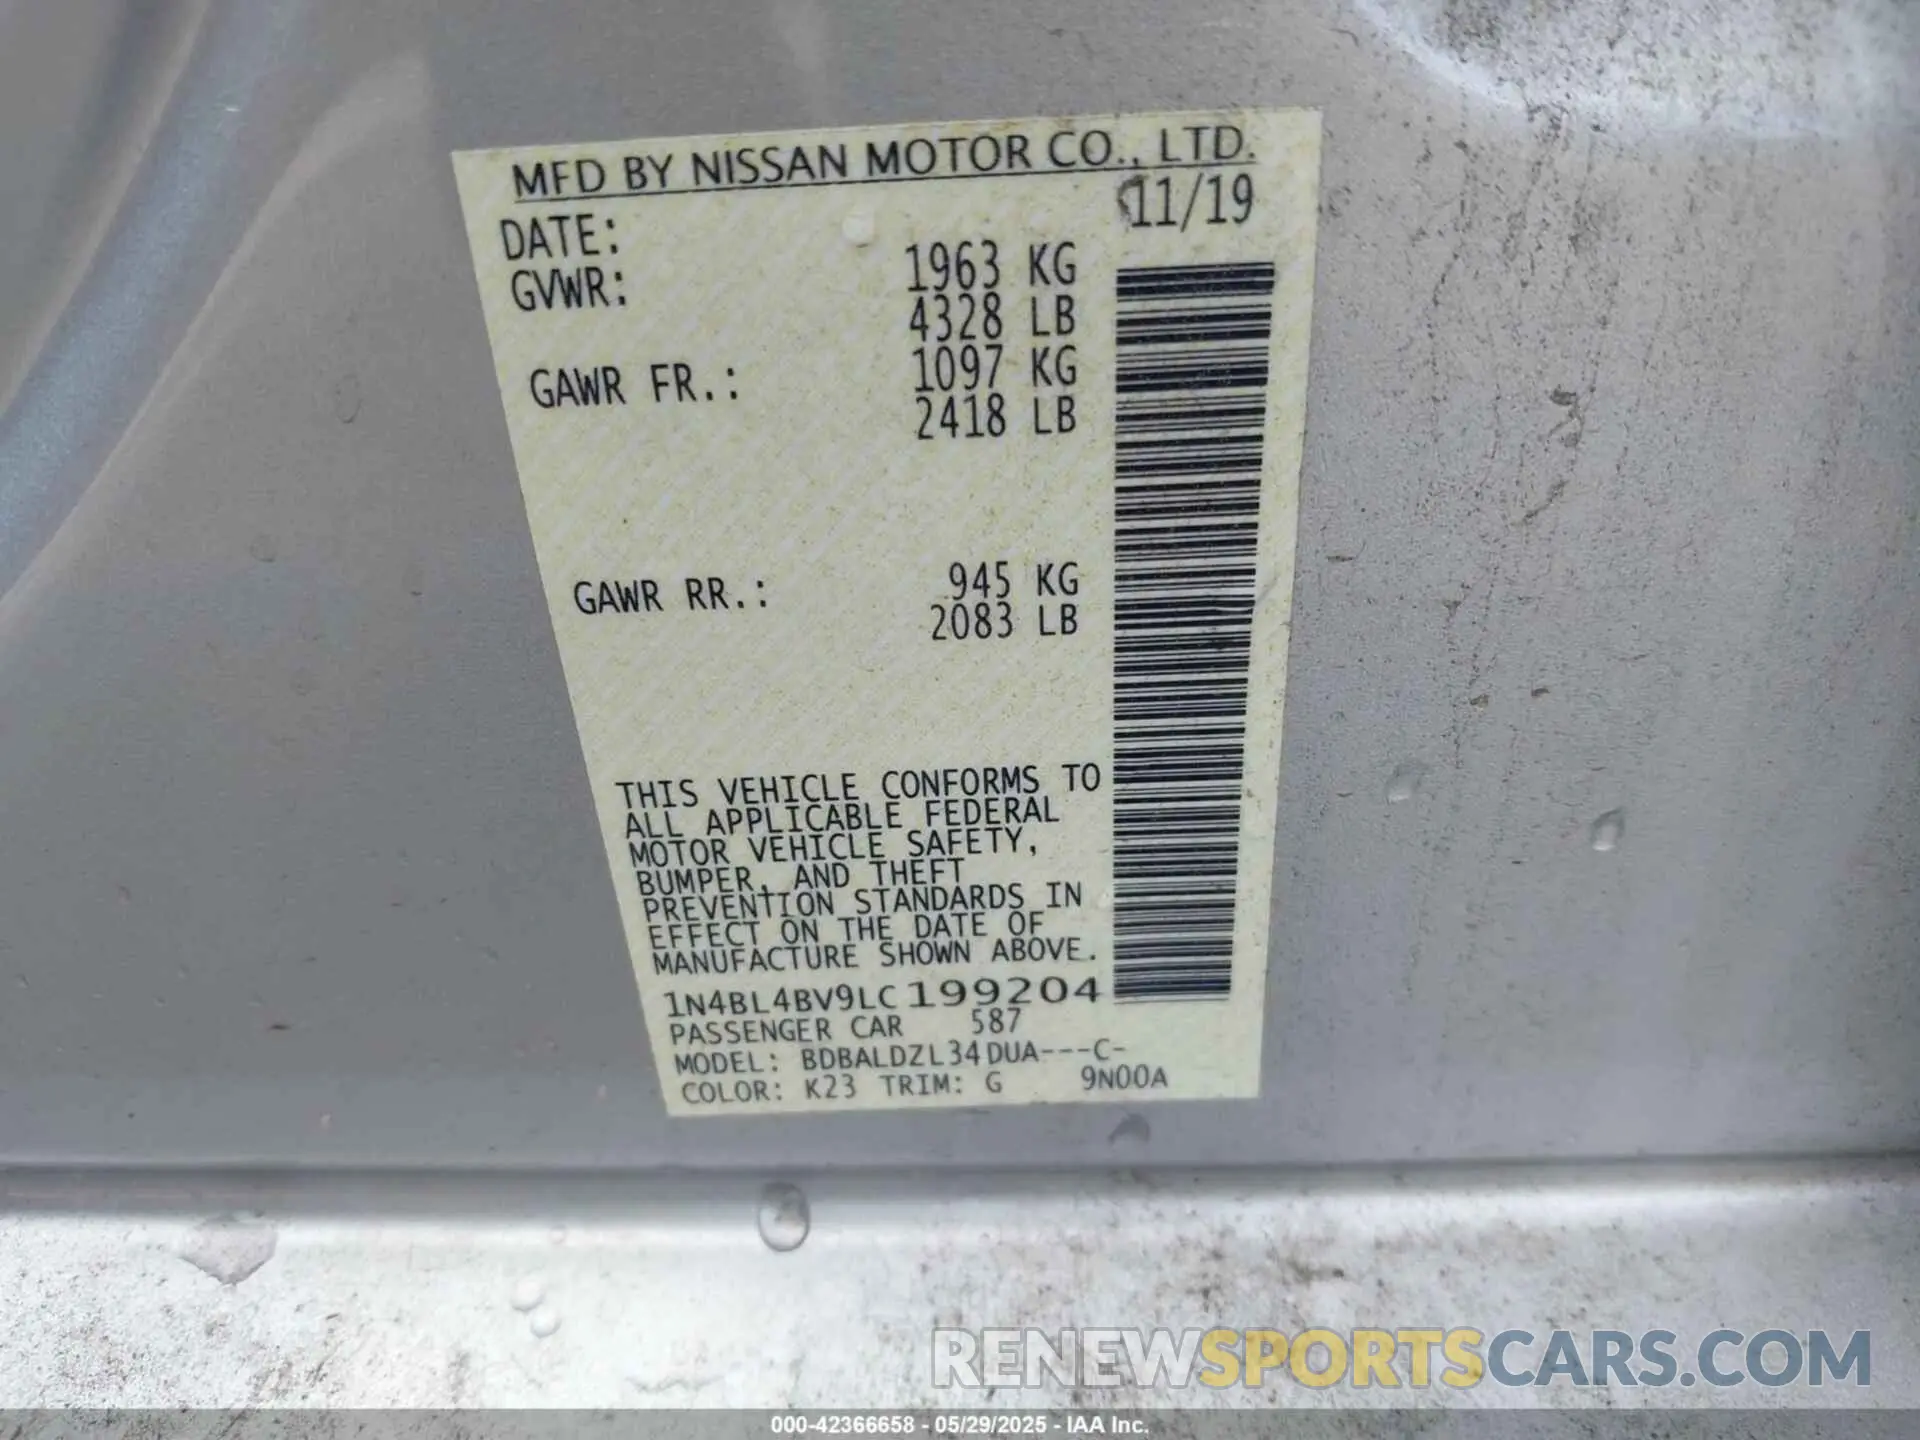 MFD BY NISSAN MOTOR CO., LTD.
DATE: 11/19
GVWR: 1963 KG
4328 LB
GAWR FR.: 1097 KG
2418 LB
GAWR RR.: 945 KG
2083 LB
THIS VEHICLE CONFORMS TO
ALL APPLICABLE FEDERAL
MOTOR VEHICLE SAFETY,
BUMPER, AND THEFT
PREVENTION STANDARDS IN
EFFECT ON THE DATE OF
MANUFACTURE SHOWN ABOVE.
1N4BL4BV9LC199204
PASSENGER CAR 587
MODEL: BDBALDZL34DUA---C-
COLOR: K23 TRIM: G 9N00A
RENEWSPORTSCARS.COM
000-42366658 - 05/29/2025 - IAA Inc.